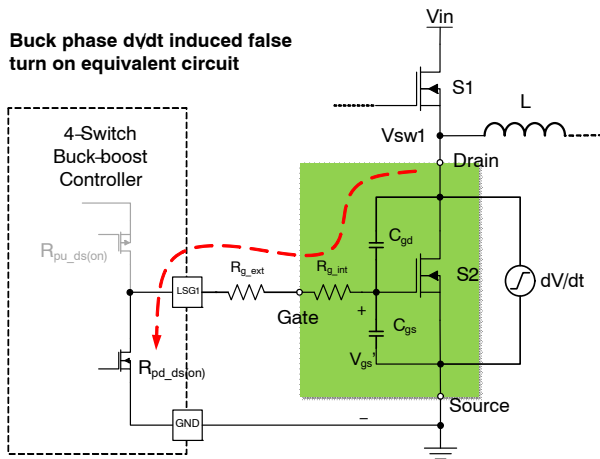 Buck phase dv/dt induced false
turn on equivalent circuit
Vin
S1
L
Vsw1
4-Switch
Buck-boost
Controller
Drain
Rpu_ds(on)
Cgd
Rg_ext
Rg_int
S2
dV/dt
LSG1
Gate
+
Cgs
Rpd_ds(on)
Vgs'
Source
GND
–